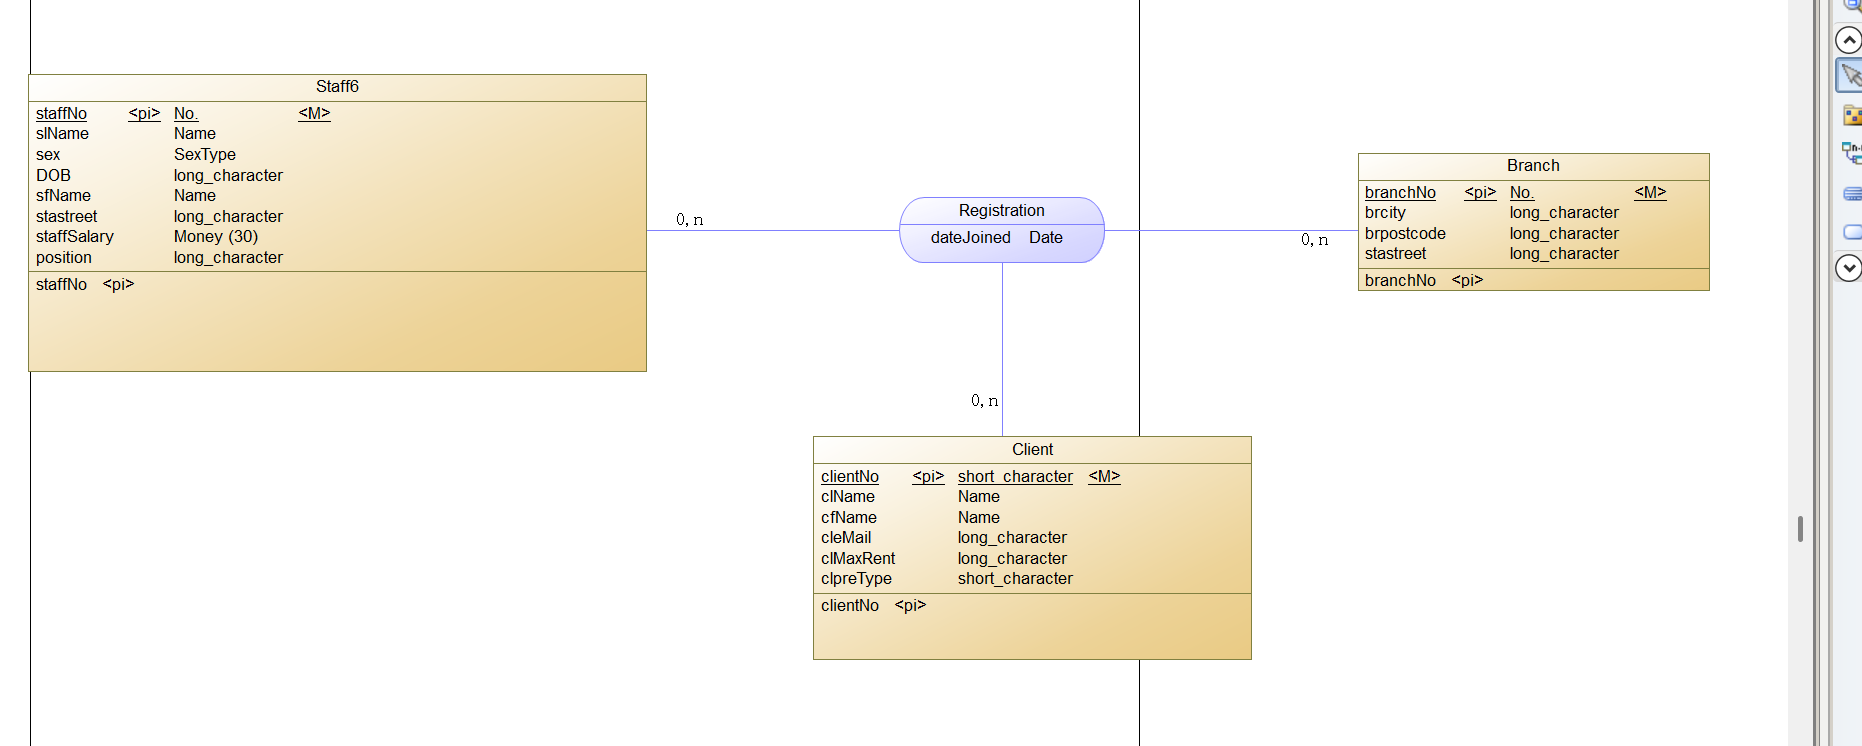 Staff6
staffNo <pi> No. <M>
slName Name
sex SexType
DOB long_character
sfName Name
stastreet long_character
staffSalary Money (30)
position long_character
staffNo <pi>
0,n
Registration
dateJoined Date
0,n
Branch
branchNo <pi> No. <M>
brcity long_character
brpostcode long_character
stastreet long_character
branchNo <pi>
0,n
Client
clientNo <pi> short_character <M>
clName Name
cfName Name
cleMail long_character
clMaxRent long_character
clpreType short_character
clientNo <pi>